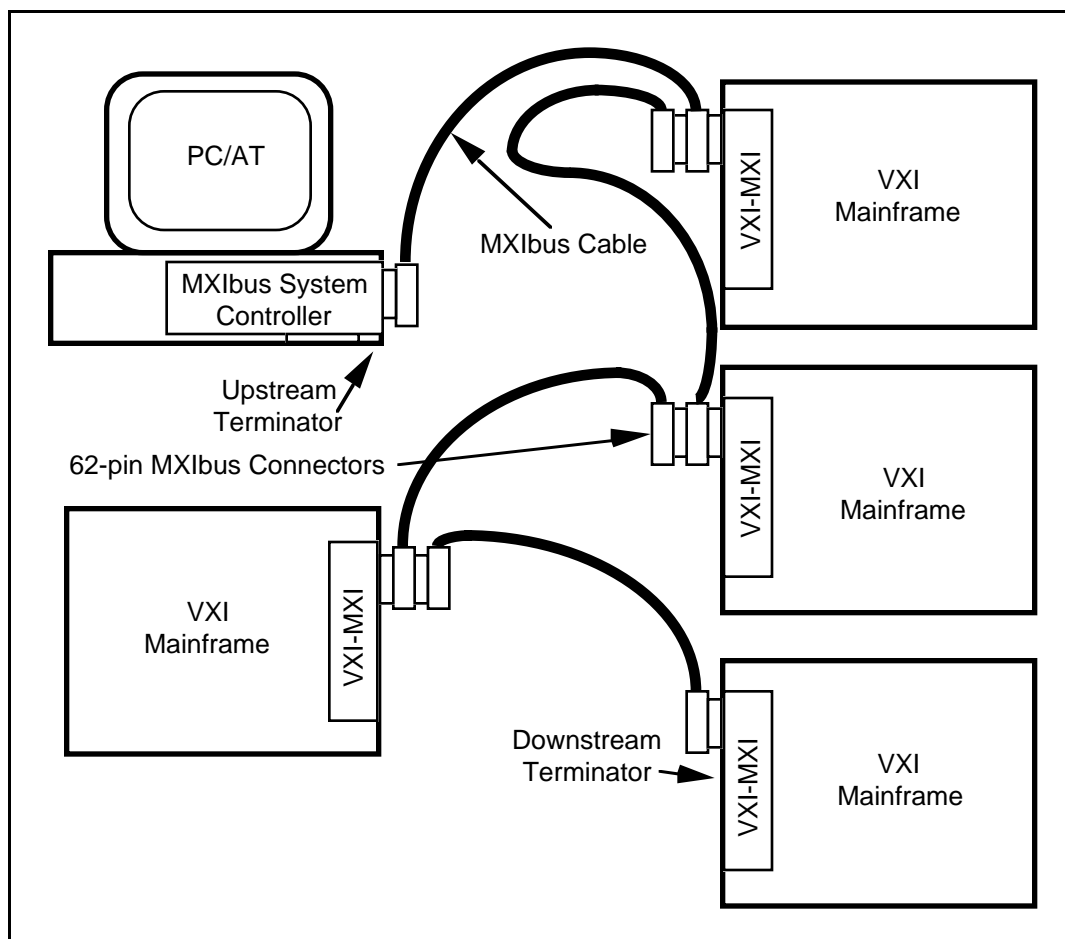 PC/AT
MXIbus System
Controller
Upstream
Terminator
MXIbus Cable
VXI-MXI
VXI
Mainframe
62-pin MXIbus Connectors
VXI-MXI
VXI
Mainframe
VXI
Mainframe
VXI-MXI
Downstream
Terminator
VXI-MXI
VXI
Mainframe